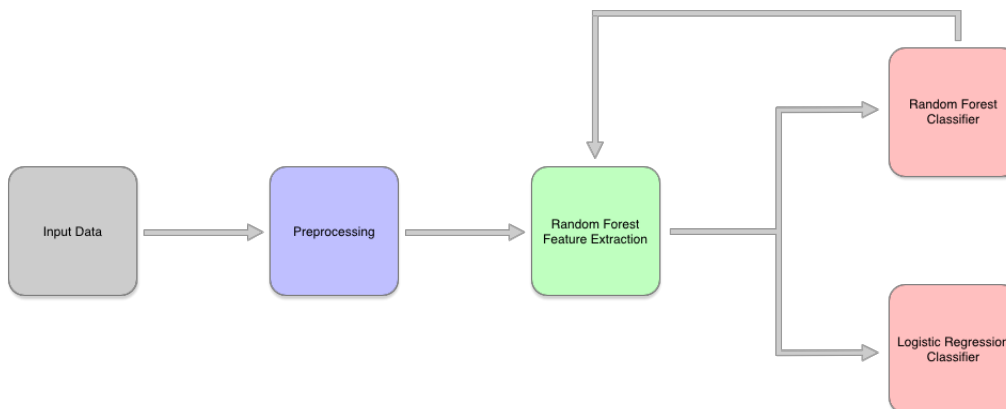 Random Forest
Classifier
Input Data
Preprocessing
Random Forest
Feature Extraction
Logistic Regression
Classifier